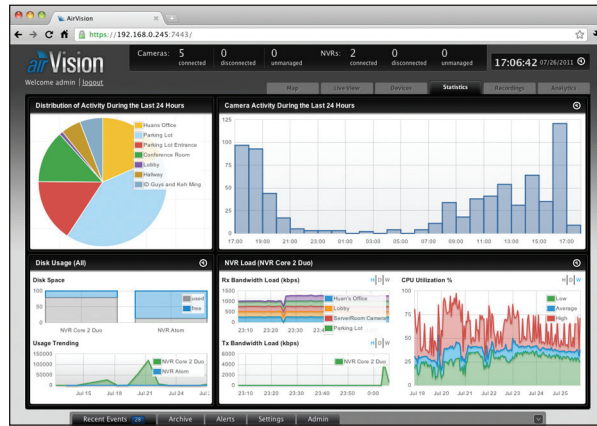 AirVision
https://192.168.0.245:7443/
airVision
Cameras: 5 connected 0 disconnected 0 unmanaged NVRs: 2 connected 0 disconnected 0 unmanaged
17:06:42 07/26/2011
Welcome admin | logout
Map Live View Devices Statistics Recordings Analytics
Distribution of Activity During the Last 24 Hours
Huans Office
Parking Lot
Parking Lot Entrance
Conference Room
Lobby
Hallway
IO Guys and Keh Ming
Camera Activity During the Last 24 Hours
125
100
75
50
25
0
17:00 19:00 21:00 23:00 01:00 03:00 05:00 07:00 09:00 11:00 13:00 15:00 17:00
Disk Usage (All)
Disk Space
100
50
0
used
free
NVR Core 2 Duo NVR Atom
Usage Trending
150000
100000
50000
0
NVR Core 2 Duo
NVR Atom
Jul 15 Jul 18 Jul 21 Jul 24
NVR Load (NVR Core 2 Duo)
Rx Bandwidth Load (kbps)
H D W
1500
1000
500
0
Huan's Office
Lobby
ServerRoom Camera
Parking Lot
23:10 23:20 23:30
Tx Bandwidth Load (kbps)
H D W
6000
4000
2000
0
NVR Core 2 Duo
23:10 23:20 23:30 23:40 23:50 0:00
CPU Utilization %
H D W
100
75
50
25
0
Low
Average
High
Jul 19 Jul 20 Jul 21 Jul 22 Jul 23 Jul 24 Jul 25
Recent Events 28 Archive Alerts Settings Admin